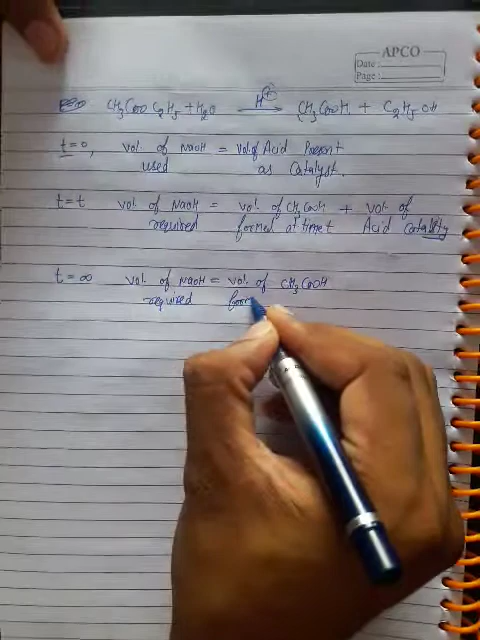 APCO
Date:
Page:
CH3COOC2H5 + H2O H⊕ → CH3COOH + C2H5OH
t=0, vol. of NaOH = vol. of Acid Present
used as Catalyst.
t=t vol. of NaOH = vol. of CH3COOH + vol. of
required formed at time t Acid catalyst
t=∞ vol. of NaOH = vol. of CH3COOH
required form